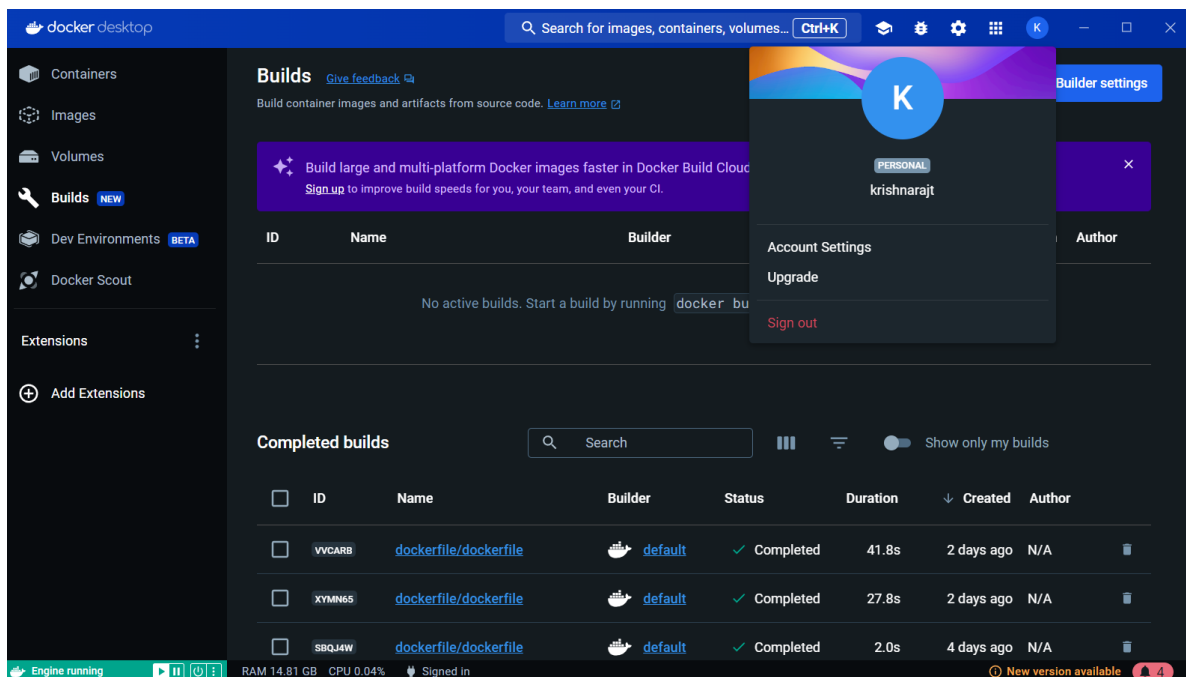 docker desktop
Search for images, containers, volumes... Ctrl+K
K
Containers
Images
Volumes
Builds NEW
Dev Environments BETA
Docker Scout
Extensions
Add Extensions
Builds Give feedback
Build container images and artifacts from source code. Learn more
Builder settings
Build large and multi-platform Docker images faster in Docker Build Cloud
Sign up to improve build speeds for you, your team, and even your CI.
K
PERSONAL
krishnarajt
Account Settings
Upgrade
Sign out
ID Name Builder Author
No active builds. Start a build by running docker bu
Completed builds
Search
Show only my builds
ID Name Builder Status Duration Created Author
VVCARB dockerfile/dockerfile default Completed 41.8s 2 days ago N/A
XYMN65 dockerfile/dockerfile default Completed 27.8s 2 days ago N/A
SBQJ4W dockerfile/dockerfile default Completed 2.0s 4 days ago N/A
Engine running
RAM 14.81 GB CPU 0.04% Signed in
New version available 4